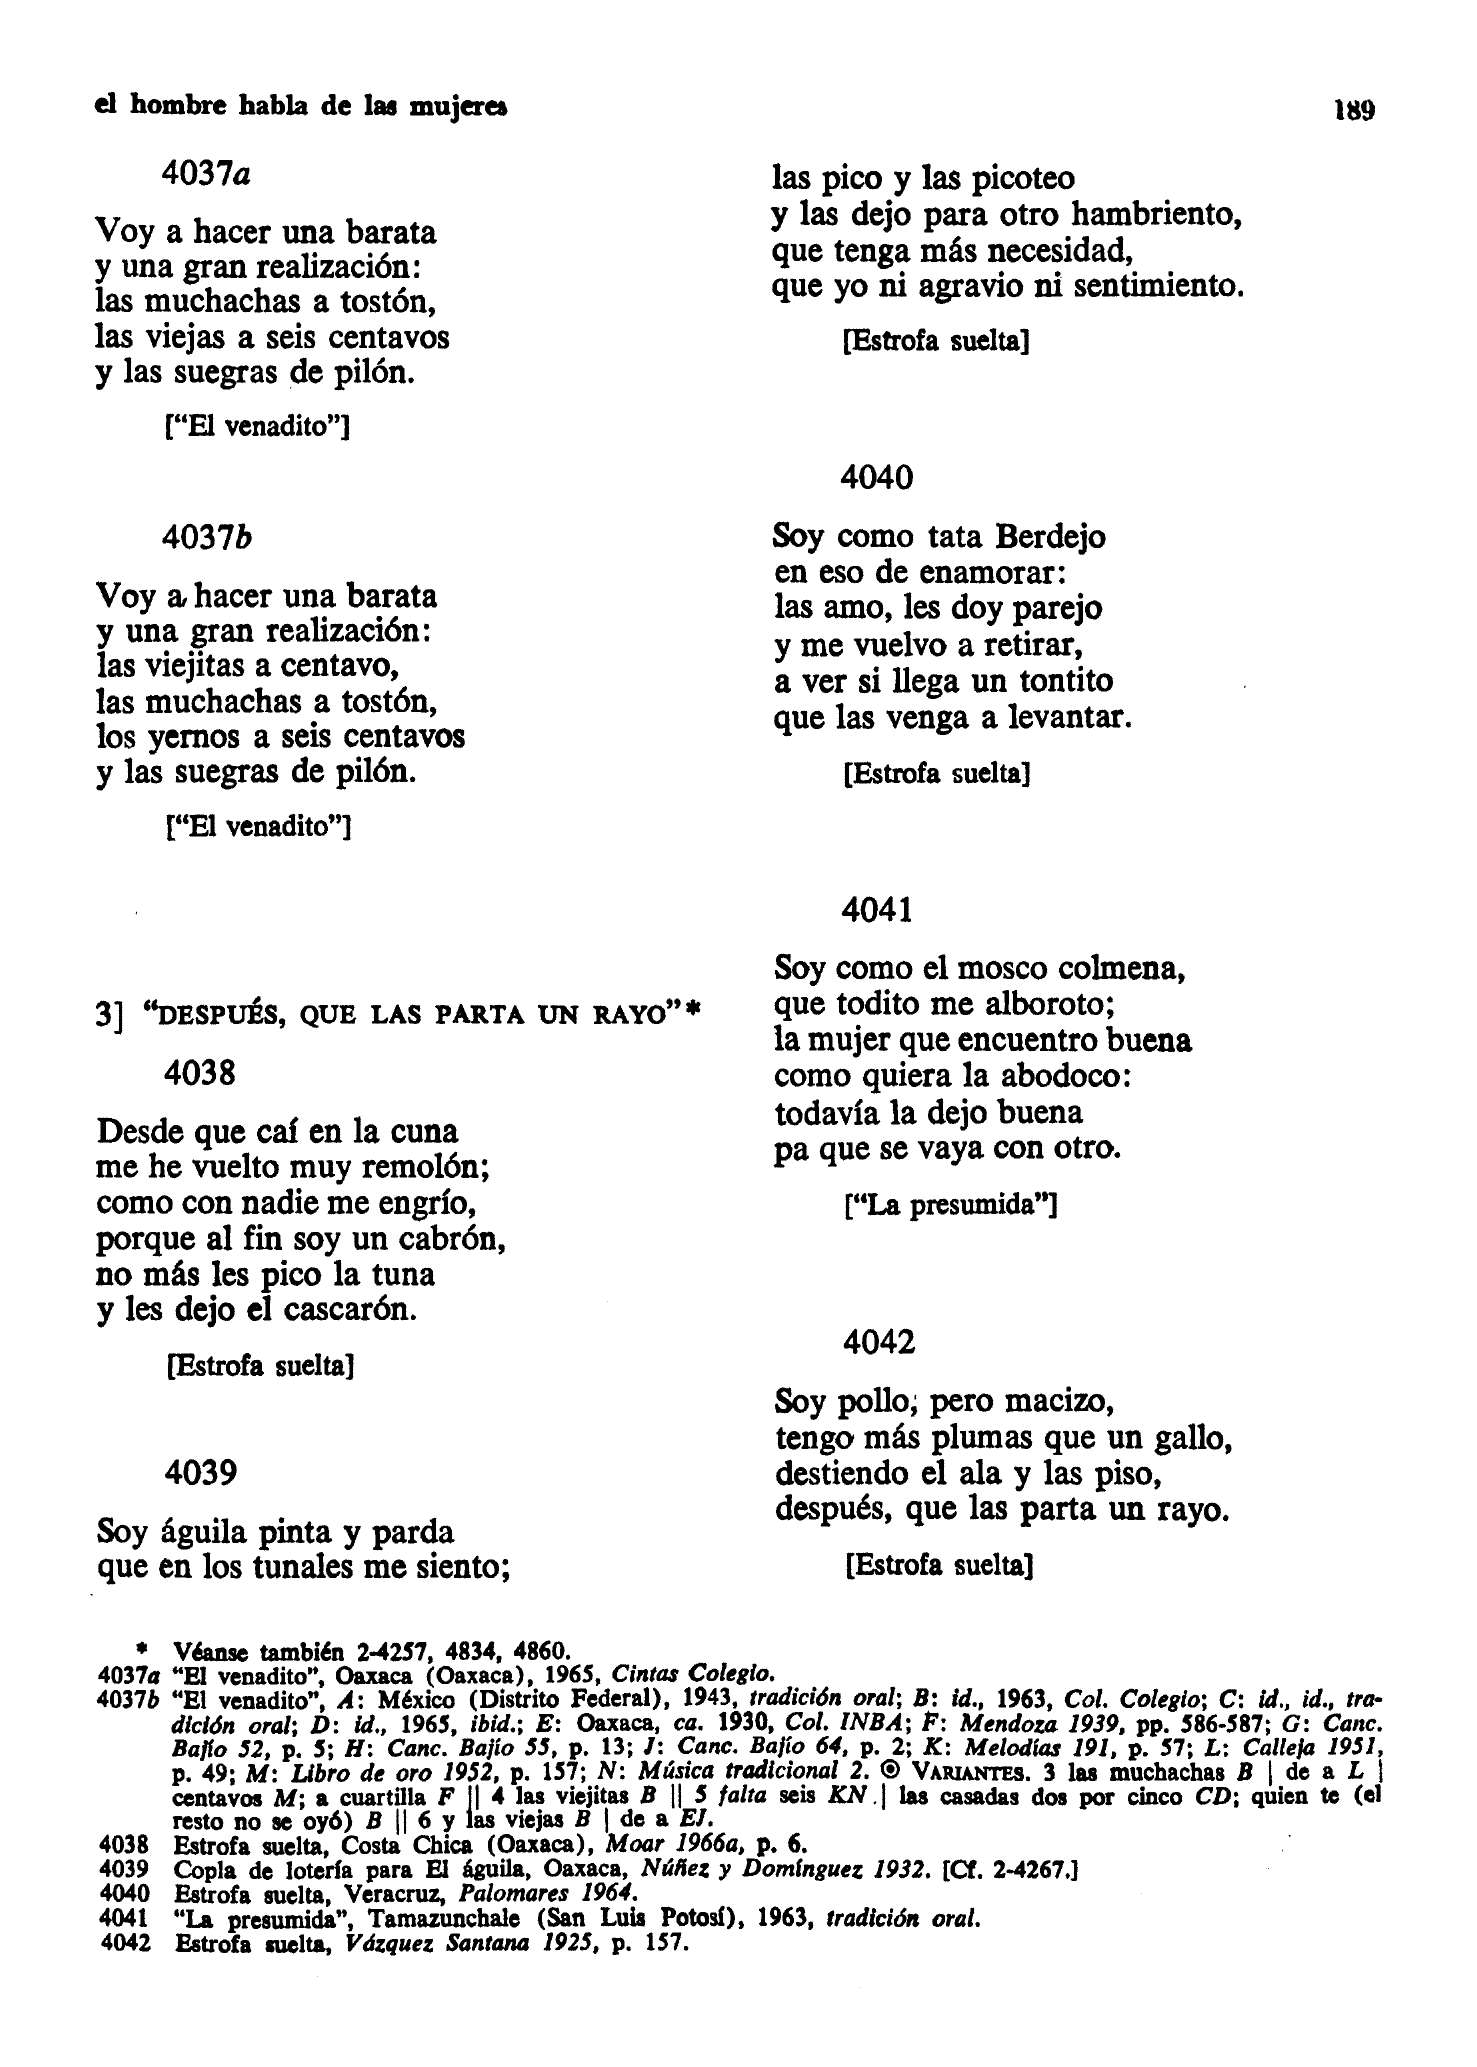 el hombre habla de las mujeres
189
4037a
Voy a hacer una barata
y una gran realización:
las muchachas a tostón,
las viejas a seis centavos
y las suegras de pilón.
[“El venadito”]
4037b
Voy a hacer una barata
y una gran realización:
las viejitas a centavo,
las muchachas a tostón,
los yernos a seis centavos
y las suegras de pilón.
[“El venadito”]
3] “DESPUÉS, QUE LAS PARTA UN RAYO”*
4038
Desde que caí en la cuna
me he vuelto muy remolón;
como con nadie me engrío,
porque al fin soy un cabrón,
no más les pico la tuna
y les dejo el cascarón.
[Estrofa suelta]
4039
Soy águila pinta y parda
que en los tunales me siento;
las pico y las picoteo
y las dejo para otro hambriento,
que tenga más necesidad,
que yo ni agravio ni sentimiento.
[Estrofa suelta]
4040
Soy como tata Berdejo
en eso de enamorar:
las amo, les doy parejo
y me vuelvo a retirar,
a ver si llega un tontito
que las venga a levantar.
[Estrofa suelta]
4041
Soy como el mosco colmena,
que todito me alboroto;
la mujer que encuentro buena
como quiera la abodoco:
todavía la dejo buena
pa que se vaya con otro.
[“La presumida”]
4042
Soy pollo, pero macizo,
tengo más plumas que un gallo,
destiendo el ala y las piso,
después, que las parta un rayo.
[Estrofa suelta]
* Véanse también 2-4257, 4834, 4860.
4037a “El venadito”, Oaxaca (Oaxaca), 1965, Cintas Colegio.
4037b “El venadito”, A: México (Distrito Federal), 1943, tradición oral; B: id., 1963, Col. Colegio; C: id., id., tra-
dición oral; D: id., 1965, ibid.; E: Oaxaca, ca. 1930, Col. INBA; F: Mendoza 1939, pp. 586-587; G: Canc.
Bajío 52, p. 5; H: Canc. Bajío 55, p. 13; J: Canc. Bajío 64, p. 2; K: Melodías 191, p. 57; L: Calleja 1951,
p. 49; M: Libro de oro 1952, p. 157; N: Música tradicional 2. ® VARIANTES. 3 las muchachas B | de a L |
centavos M; a cuartilla F || 4 las viejitas B || 5 falta seis KN | las casadas dos por cinco CD; quien te (el
resto no se oyó) B || 6 y las viejas B | de a EJ.
4038 Estrofa suelta, Costa Chica (Oaxaca), Moar 1966a, p. 6.
4039 Copla de lotería para El águila, Oaxaca, Núñez y Domínguez 1932. [Cf. 2-4267.]
4040 Estrofa suelta, Veracruz, Palomares 1964.
4041 “La presumida”, Tamazunchale (San Luis Potosí), 1963, tradición oral.
4042 Estrofa suelta, Vázquez Santana 1925, p. 157.